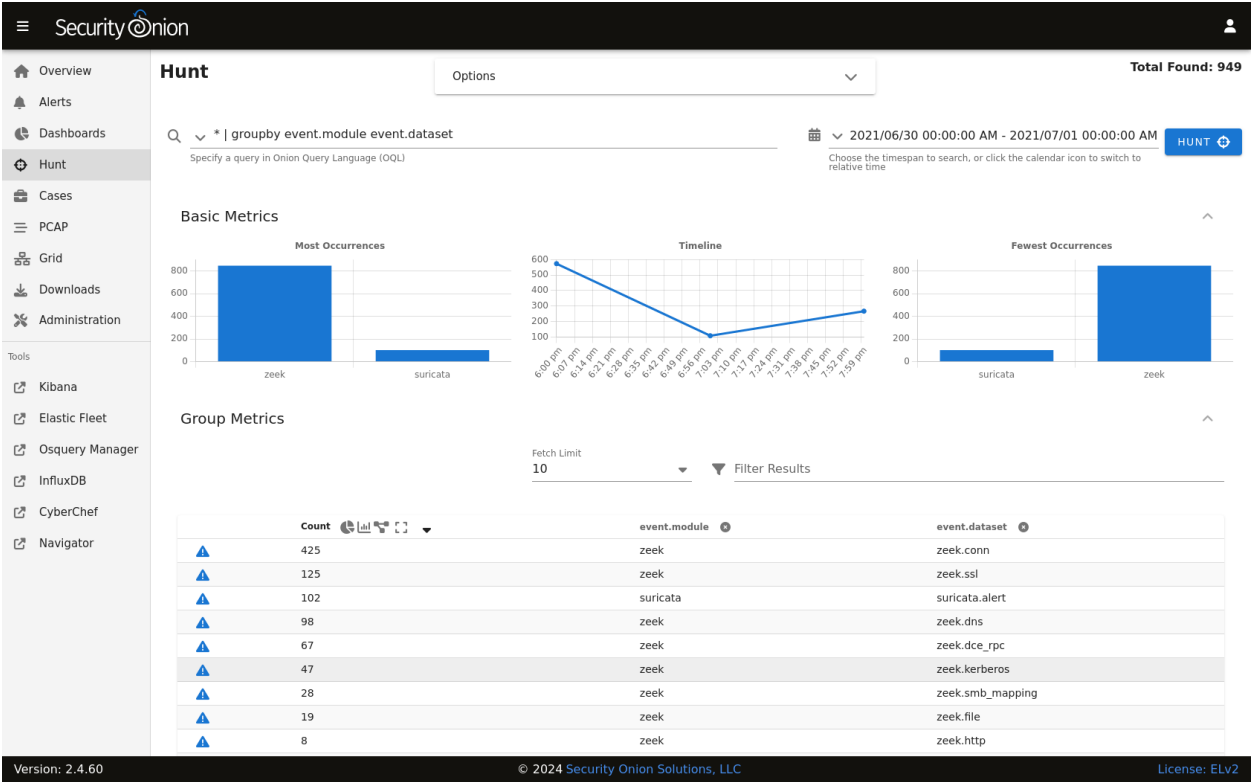 Security Onion
Overview
Alerts
Dashboards
Hunt
Cases
PCAP
Grid
Downloads
Administration
Tools
Kibana
Elastic Fleet
Osquery Manager
InfluxDB
CyberChef
Navigator
Hunt
Options
Total Found: 949
* | groupby event.module event.dataset
Specify a query in Onion Query Language (OQL)
2021/06/30 00:00:00 AM - 2021/07/01 00:00:00 AM
Choose the timespan to search, or click the calendar icon to switch to
relative time
HUNT
Basic Metrics
Most Occurrences
800
600
400
200
0
zeek suricata
Timeline
600
500
400
300
200
100
6:00 pm 6:07 pm 6:14 pm 6:21 pm 6:28 pm 6:35 pm 6:42 pm 6:49 pm 6:56 pm 7:03 pm 7:10 pm 7:17 pm 7:24 pm 7:31 pm 7:38 pm 7:45 pm 7:52 pm 7:59 pm
Fewest Occurrences
800
600
400
200
0
suricata zeek
Group Metrics
Fetch Limit
10
Filter Results
Count event.module event.dataset
425 zeek zeek.conn
125 zeek zeek.ssl
102 suricata suricata.alert
98 zeek zeek.dns
67 zeek zeek.dce_rpc
47 zeek zeek.kerberos
28 zeek zeek.smb_mapping
19 zeek zeek.file
8 zeek zeek.http
Version: 2.4.60
© 2024 Security Onion Solutions, LLC
License: ELv2